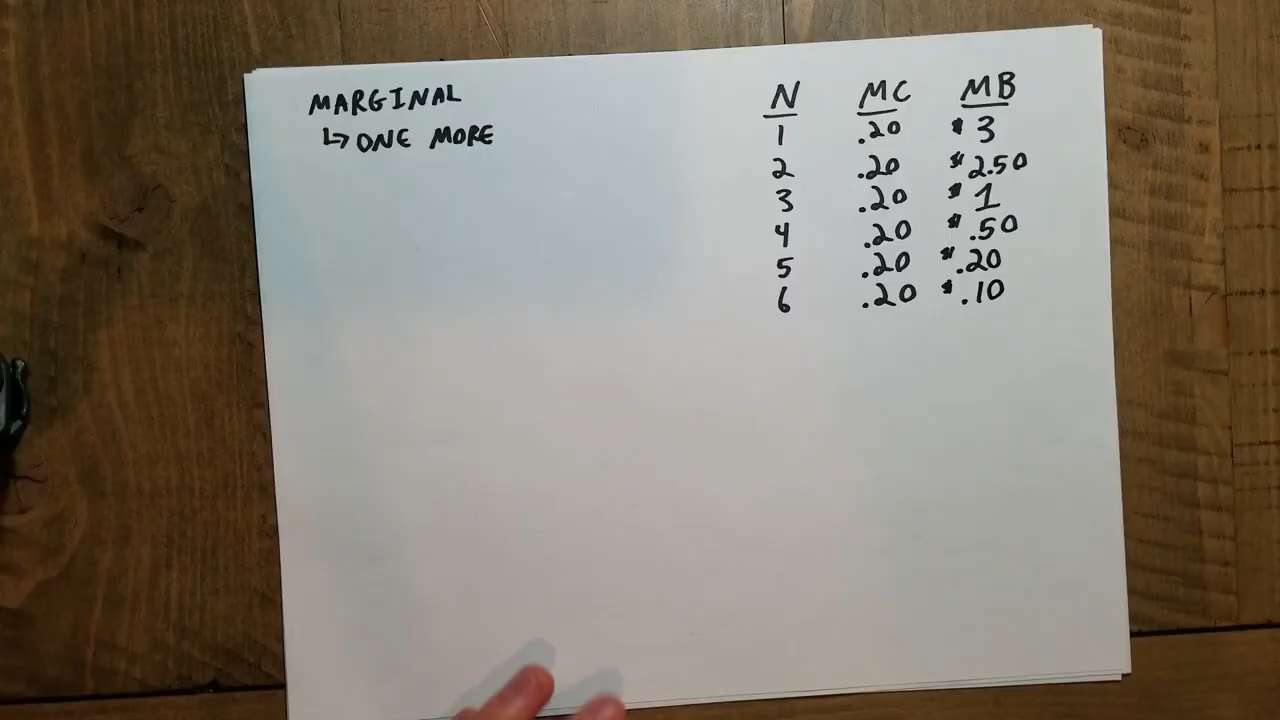 MARGINAL
↳ ONE MORE
N MC MB
1 .20 $3
2 .20 $2.50
3 .20 $1
4 .20 $.50
5 .20 $.20
6 .20 $.10